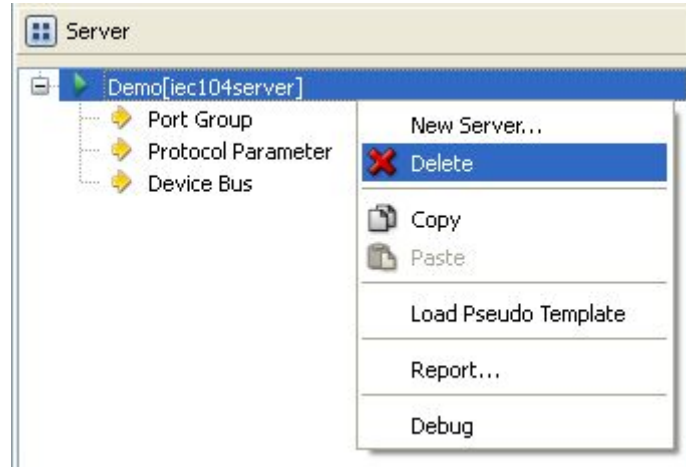 Server
Demo[iec104server]
Port Group
Protocol Parameter
Device Bus
New Server...
Delete
Copy
Paste
Load Pseudo Template
Report...
Debug